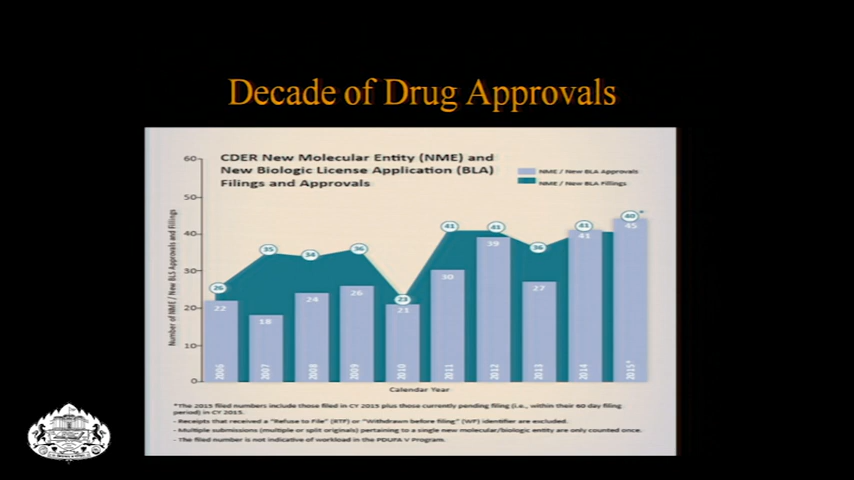 Decade of Drug Approvals
CDER New Molecular Entity (NME) and
New Biologic License Application (BLA)
Filings and Approvals
NME / New BLA Approvals
NME / New BLA Fillings
Number of NME / New BLS Approvals and Fillings
60
50
40
30
20
10
0
26 35 34 36 23 41 41 36 41 40*
22 18 24 26 21 30 39 27 41 45
2006 2007 2008 2009 2010 2011 2012 2013 2014 2015*
Calendar Year
*The 2015 filed numbers include those filed in CY 2015 plus those currently pending filing (i.e., within their 60 day filing
period) in CY 2015.
- Receipts that received a "Refuse to File" (RTF) or "Withdrawn before filing" (WF) identifier are excluded.
- Multiple submissions (multiple or split originals) pertaining to a single new molecular/biologic entity are only counted once.
- The filed number is not indicative of workload in the PDUFA V Program.